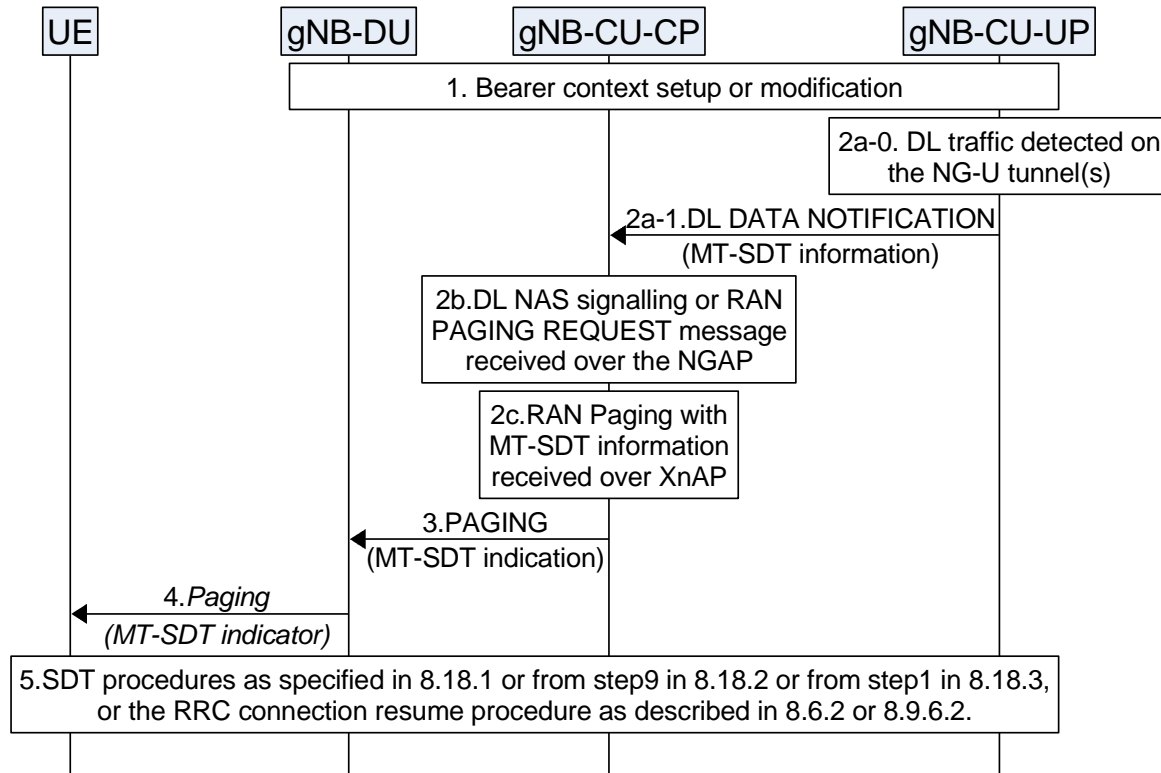 UE
gNB-DU
gNB-CU-CP
gNB-CU-UP
1. Bearer context setup or modification
2a-0. DL traffic detected on
the NG-U tunnel(s)
2a-1.DL DATA NOTIFICATION
(MT-SDT information)
2b.DL NAS signalling or RAN
PAGING REQUEST message
received over the NGAP
2c.RAN Paging with
MT-SDT information
received over XnAP
3.PAGING
(MT-SDT indication)
4.Paging
(MT-SDT indicator)
5.SDT procedures as specified in 8.18.1 or from step9 in 8.18.2 or from step1 in 8.18.3,
or the RRC connection resume procedure as described in 8.6.2 or 8.9.6.2.